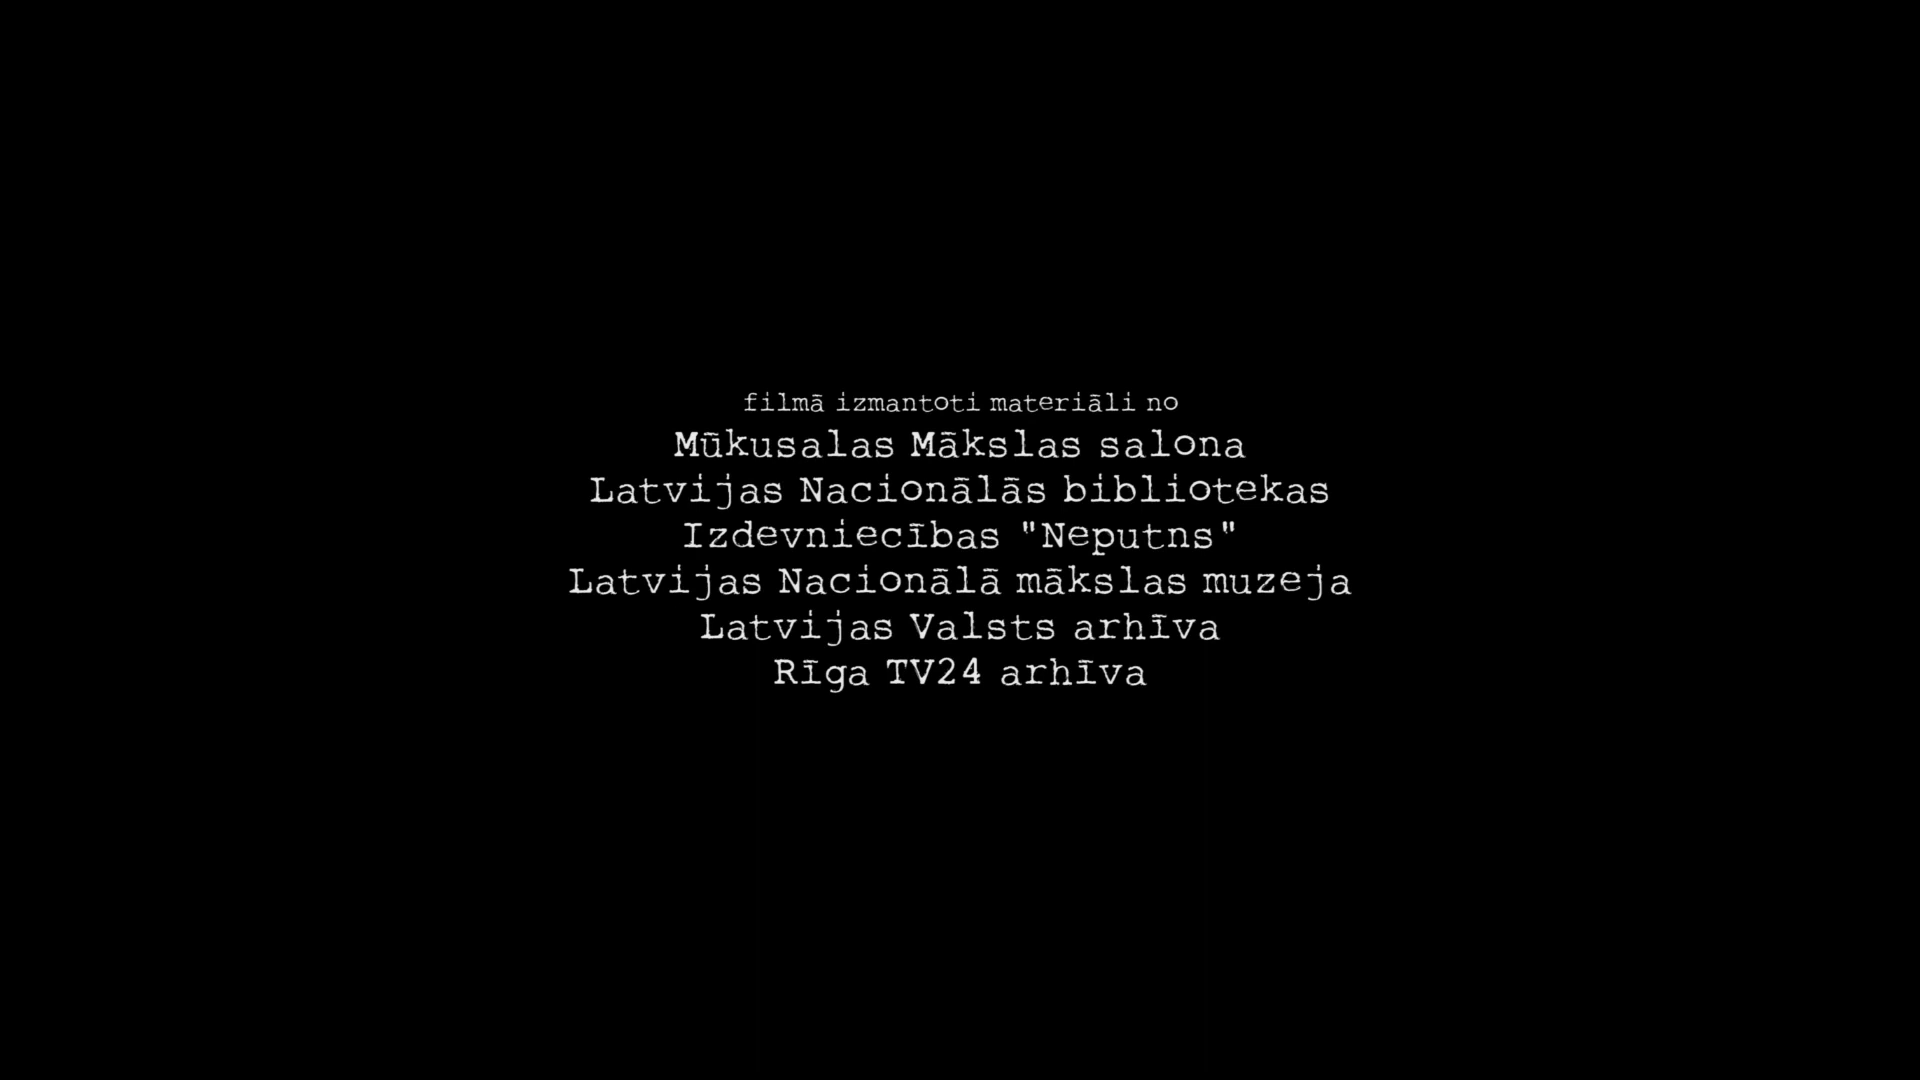 filmā izmantoti materiāli no
Mūkusalas Mākslas salona
Latvijas Nacionālās bibliotekas
Izdevniecības "Neputns"
Latvijas Nacionālā mākslas muzeja
Latvijas Valsts arhīva
Rīga TV24 arhīva